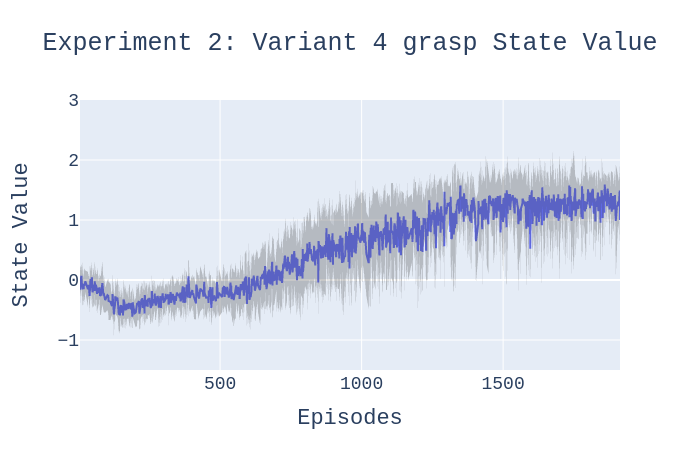 Experiment 2: Variant 4 grasp State Value
3
2
1
0
−1
State Value
500
1000
1500
Episodes